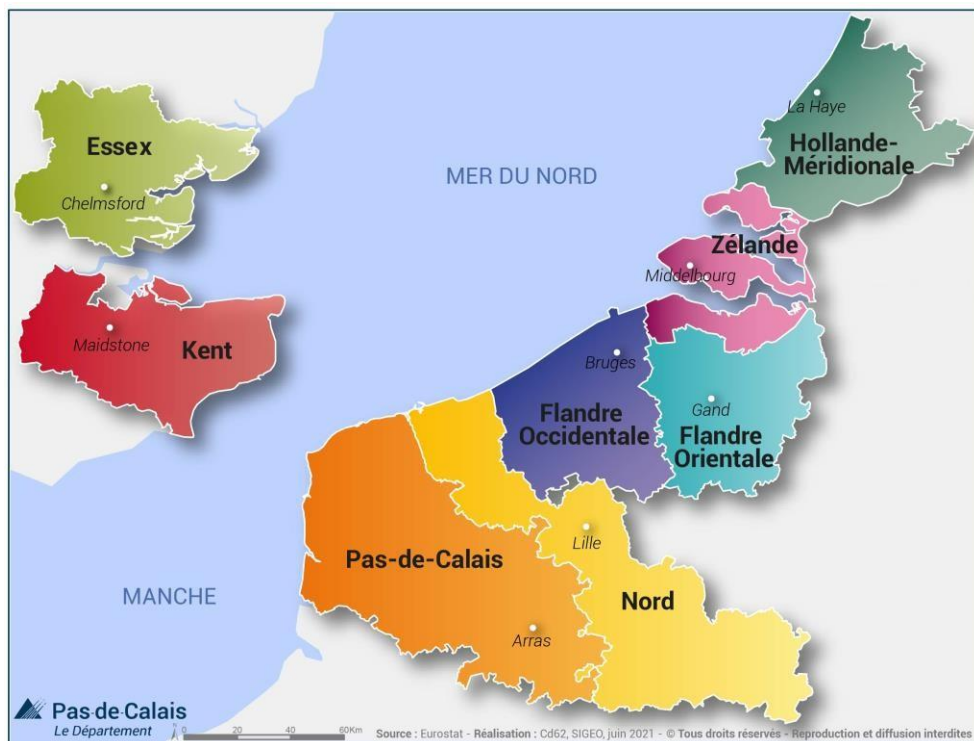 La Haye
Hollande-
Méridionale
Essex
Chelmsford
MER DU NORD
Zélande
Middelbourg
Maidstone
Kent
Bruges
Flandre
Occidentale
Gand
Flandre
Orientale
Lille
Pas-de-Calais
MANCHE
Nord
Arras
Pas-de-Calais
Le Département
N
0 20 40 60Km
Source : Eurostat - Réalisation : Cd62, SIGEO, juin 2021 - © Tous droits réservés - Reproduction et diffusion interdites